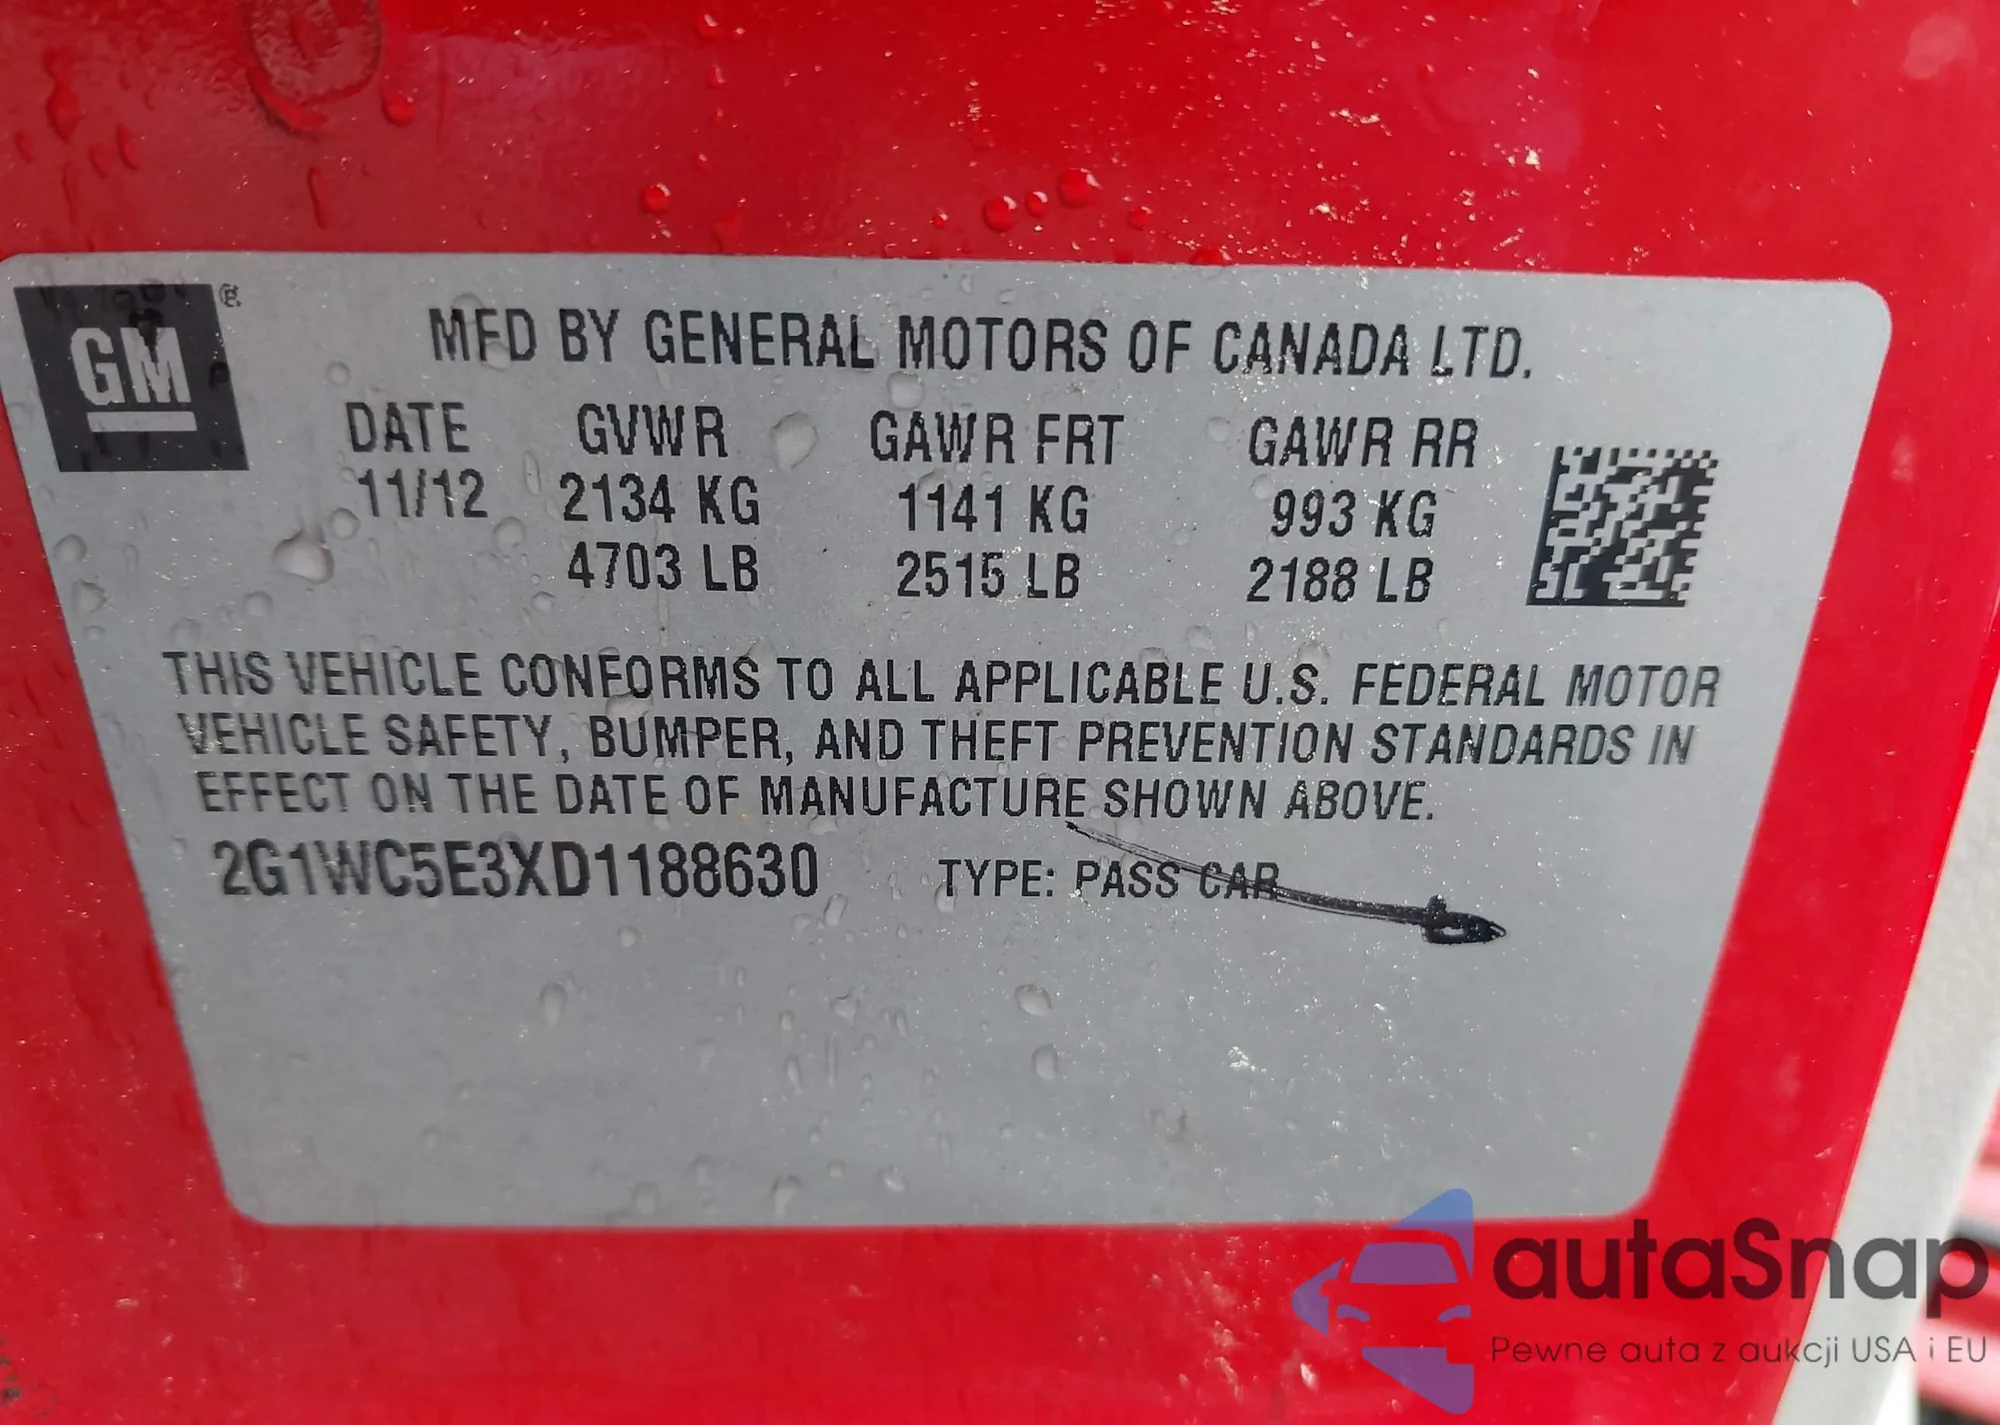 GM ®
MFD BY GENERAL MOTORS OF CANADA LTD.
DATE GVWR GAWR FRT GAWR RR
11/12 2134 KG 1141 KG 993 KG
4703 LB 2515 LB 2188 LB
THIS VEHICLE CONFORMS TO ALL APPLICABLE U.S. FEDERAL MOTOR
VEHICLE SAFETY, BUMPER, AND THEFT PREVENTION STANDARDS IN
EFFECT ON THE DATE OF MANUFACTURE SHOWN ABOVE.
2G1WC5E3XD1188630 TYPE: PASS CAR
autaSnap
Pewne auta z aukcji USA i EU